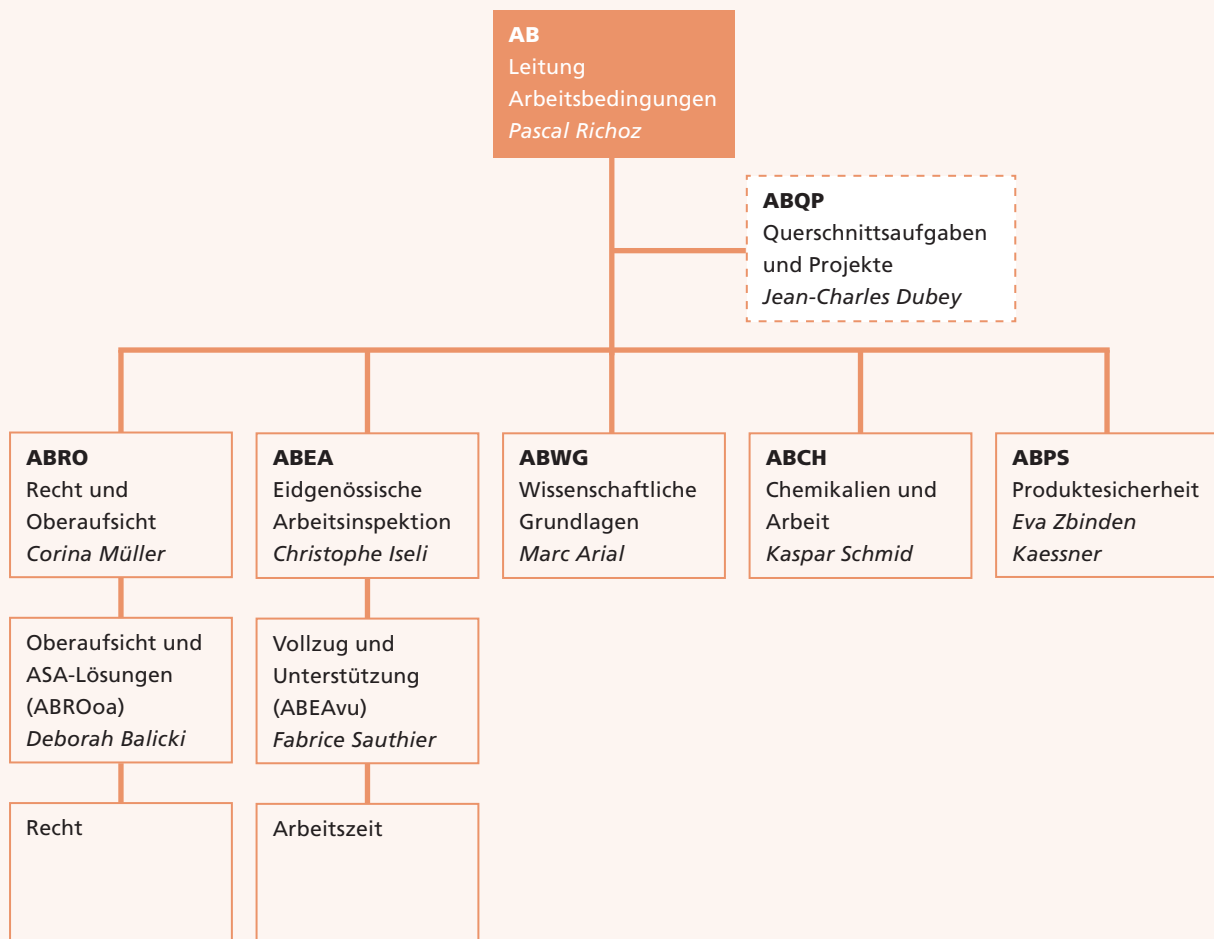 AB
Leitung
Arbeitsbedingungen
Pascal Richoz
ABQP
Querschnittsaufgaben
und Projekte
Jean-Charles Dubey
ABRO
Recht und
Oberaufsicht
Corina Müller
ABEA
Eidgenössische
Arbeitsinspektion
Christophe Iseli
ABWG
Wissenschaftliche
Grundlagen
Marc Arial
ABCH
Chemikalien und
Arbeit
Kaspar Schmid
ABPS
Produktesicherheit
Eva Zbinden
Kaessner
Oberaufsicht und
ASA-Lösungen
(ABROoa)
Deborah Balicki
Vollzug und
Unterstützung
(ABEAvu)
Fabrice Sauthier
Recht
Arbeitszeit